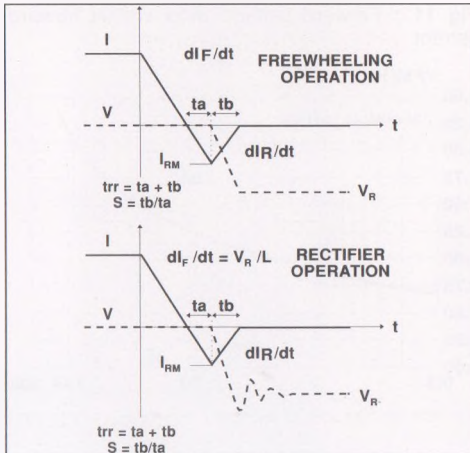 I
dIF/dt
FREEWHEELING
OPERATION
ta tb
V
t
IRM
dIR/dt
VR
trr = ta + tb
S = tb/ta
I
dIF/dt = VR/L
RECTIFIER
OPERATION
ta tb
V
t
IRM
dIR/dt
VR
trr = ta + tb
S = tb/ta